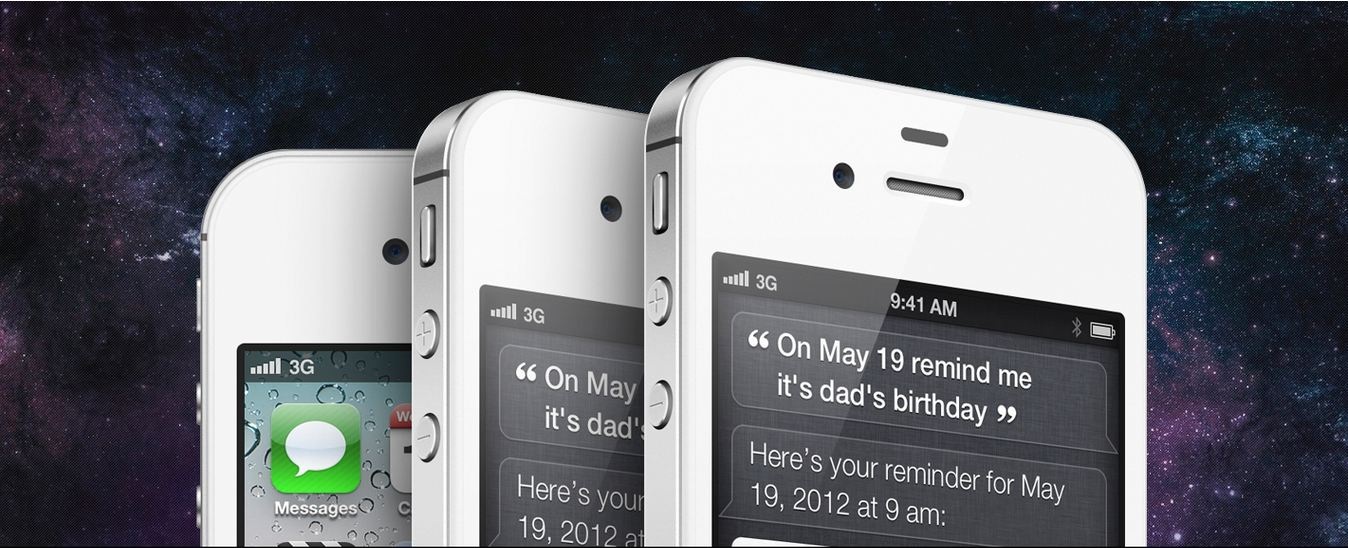 3G
Messages
3G
“ On May
it's dad's
Here’s your
19, 2012 at
3G 9:41 AM
“ On May 19 remind me
it's dad's birthday ”
Here’s your reminder for May
19, 2012 at 9 am: